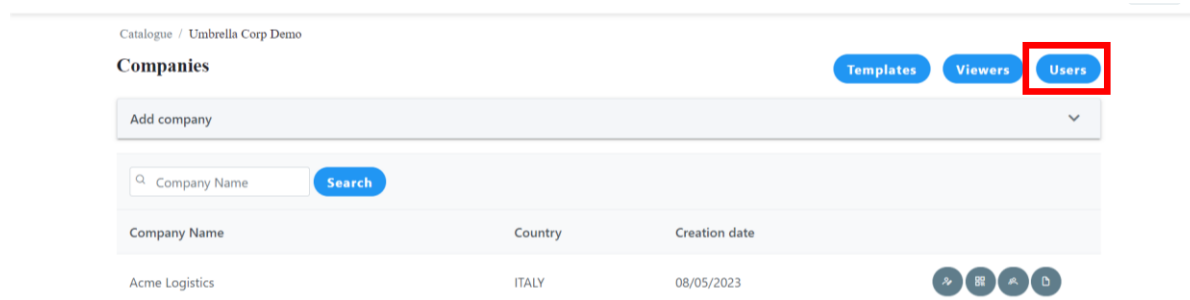 Catalogue / Umbrella Corp Demo
Companies
Templates Viewers Users
Add company
Company Name Search
Company Name Country Creation date
Acme Logistics ITALY 08/05/2023